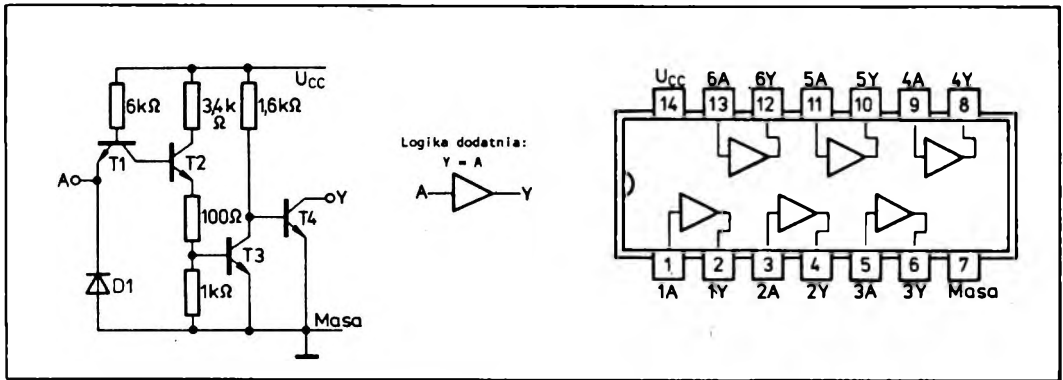 UCC
6kΩ
3,4k
Ω
1,6kΩ
A
T1
T2
Y
T4
100Ω
T3
D1
1kΩ
Masa
Logika dodatnia:
Y = A
A
Y
UCC 6A 6Y 5A 5Y 4A 4Y
14 13 12 11 10 9 8
1 2 3 4 5 6 7
1A 1Y 2A 2Y 3A 3Y Masa